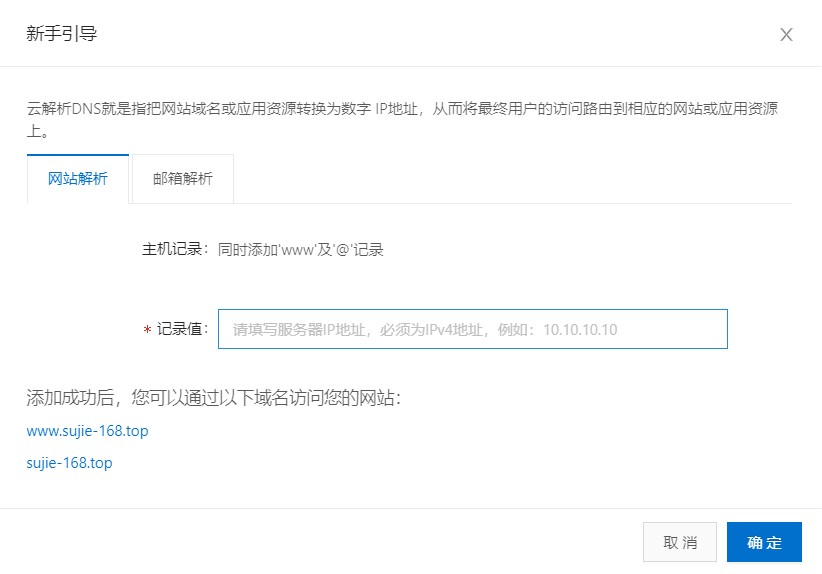 新手引导
X
云解析DNS就是指把网站域名或应用资源转换为数字 IP地址，从而将最终用户的访问路由到相应的网站或应用资源
上。
网站解析 邮箱解析
主机记录：同时添加'www'及'@'记录
* 记录值：请填写服务器IP地址，必须为IPv4地址，例如：10.10.10.10
添加成功后，您可以通过以下域名访问您的网站：
www.sujie-168.top
sujie-168.top
取消 确定